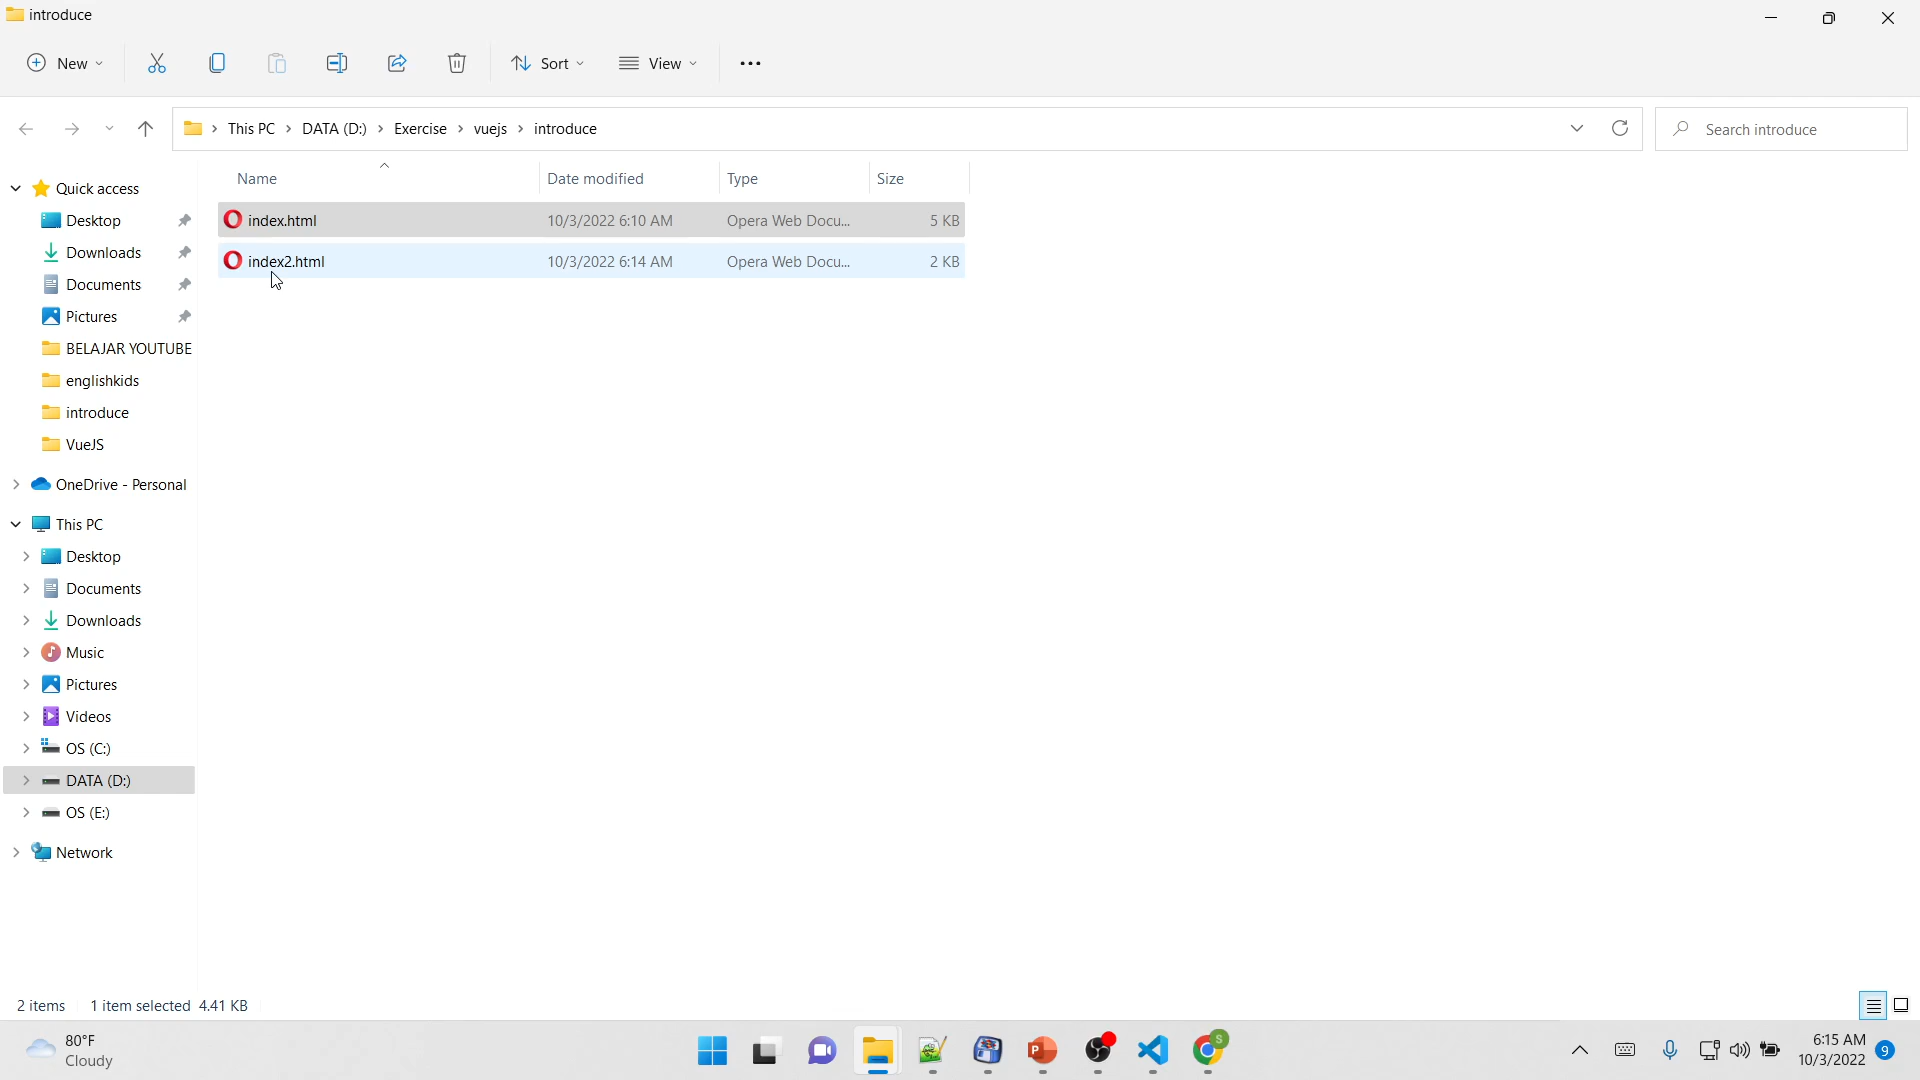 introduce
New
Sort
View
This PC > DATA (D:) > Exercise > vuejs > introduce
Search introduce
Name Date modified Type Size
index.html 10/3/2022 6:10 AM Opera Web Docu... 5 KB
index2.html 10/3/2022 6:14 AM Opera Web Docu... 2 KB
Quick access
Desktop
Downloads
Documents
Pictures
BELAJAR YOUTUBE
englishkids
introduce
VueJS
OneDrive - Personal
This PC
Desktop
Documents
Downloads
Music
Pictures
Videos
OS (C:)
DATA (D:)
OS (E:)
Network
2 items 1 item selected 4.41 KB
80°F
Cloudy
P
S
6:15 AM
10/3/2022
9